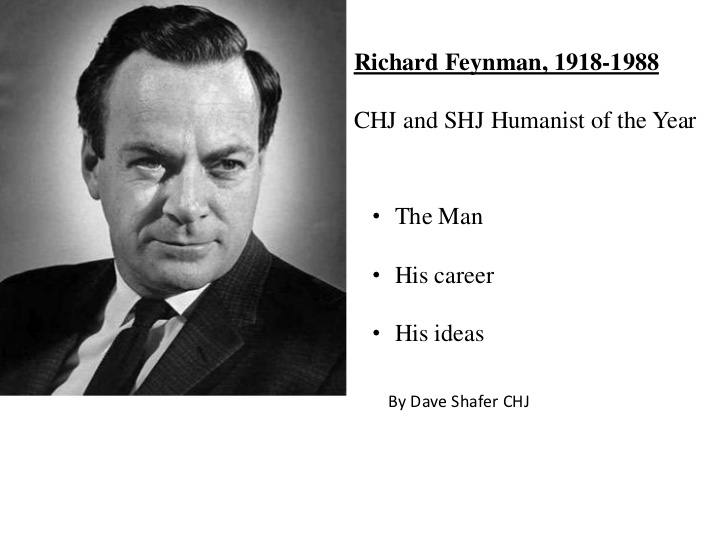 Richard Feynman, 1918-1988
CHJ and SHJ Humanist of the Year
• The Man
• His career
• His ideas
By Dave Shafer CHJ